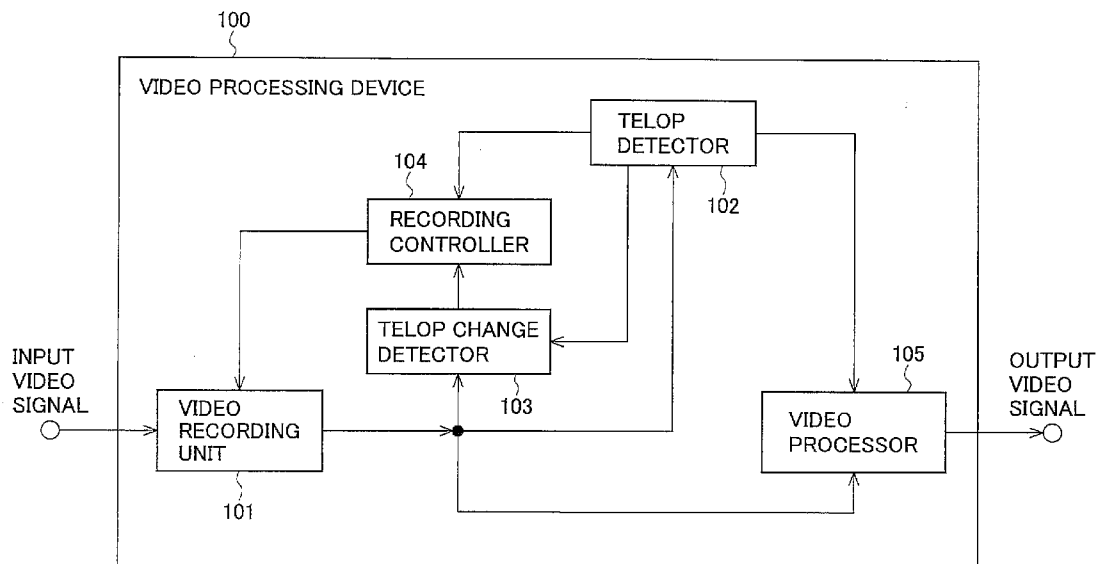 100
VIDEO PROCESSING DEVICE
TELOP
DETECTOR
102
104
RECORDING
CONTROLLER
TELOP CHANGE
DETECTOR
103
INPUT
VIDEO
SIGNAL
VIDEO
RECORDING
UNIT
101
105
VIDEO
PROCESSOR
OUTPUT
VIDEO
SIGNAL